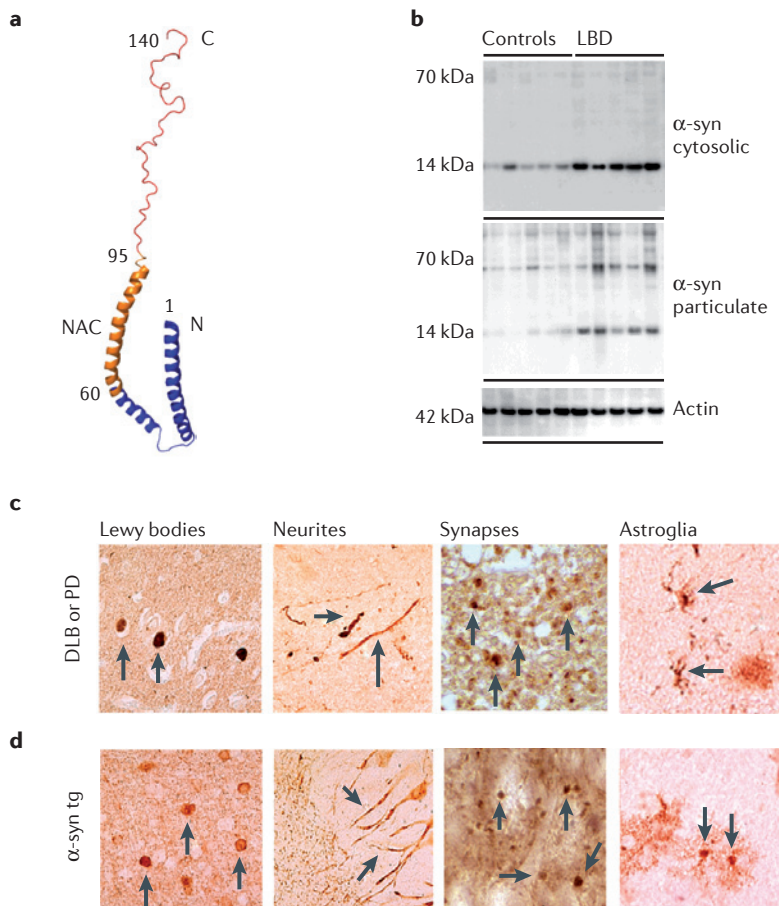 a
140
C
95
1
NAC
N
60
b
Controls
LBD
70 kDa
14 kDa
α-syn
cytosolic
70 kDa
14 kDa
α-syn
particulate
42 kDa
Actin
c
Lewy bodies
Neurites
Synapses
Astroglia
DLB or PD
d
α-syn tg